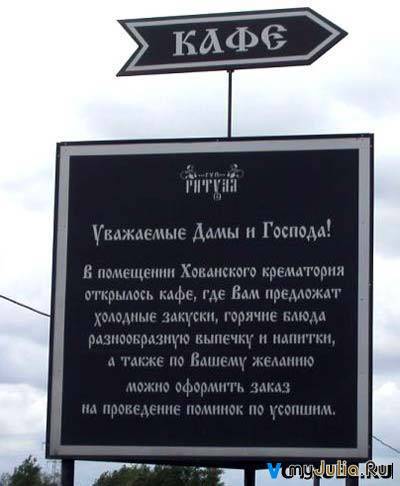 КАФЕ
ГУП
РИТУАЛ
Уважаемые Дамы и Господа!
В помещении Хованского крематория
открылось кафе, где Вам предложат
холодные закуски, горячие блюда
разнообразную выпечку и напитки,
а также по Вашему желанию
можно оформить заказ
на проведение поминок по усопшим.
myJulia.Ru